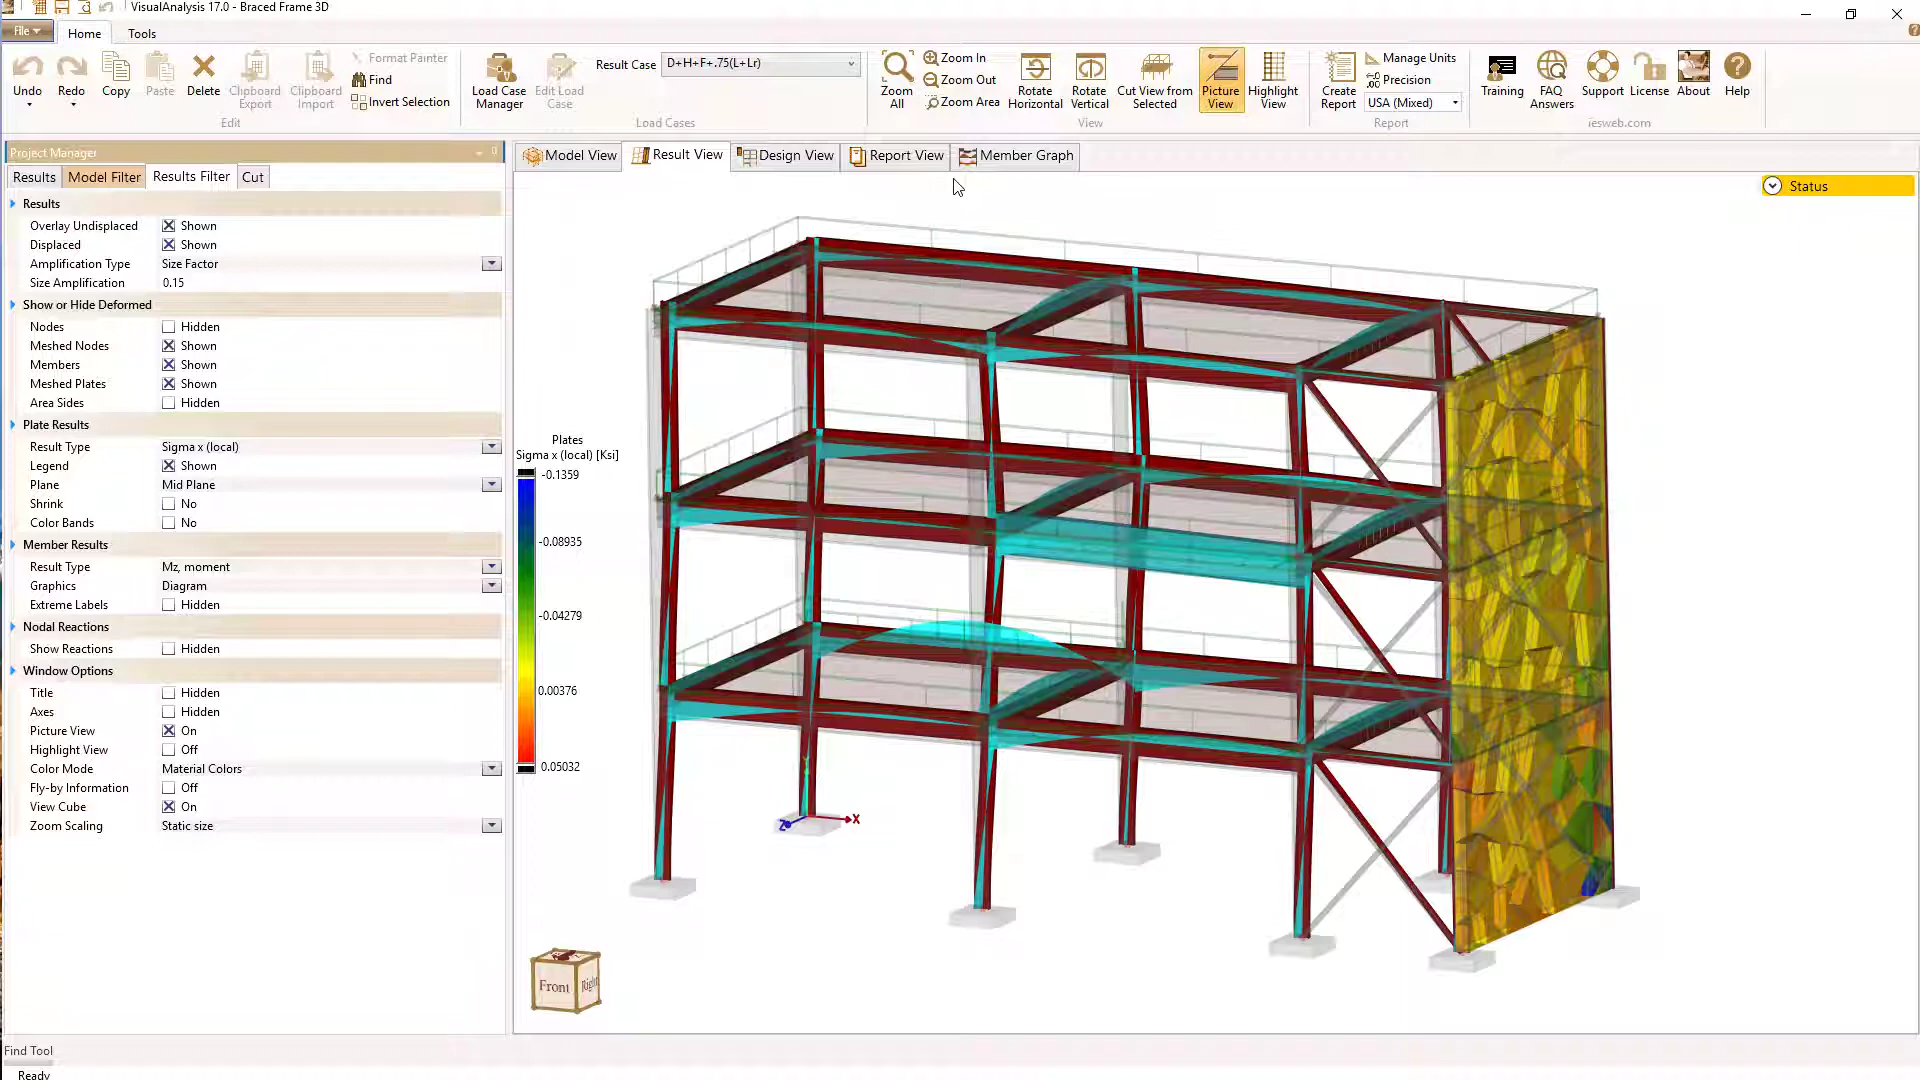 VisualAnalysis 17.0 - Braced Frame 3D
File
Home
Tools
Undo
Redo
Copy
Paste
Delete
Clipboard Export
Clipboard Import
Format Painter
Find
Invert Selection
Edit
Load Case Manager
Edit Load Case
Result Case
D+H+F+.75(L+Lr)
Load Cases
Zoom All
Zoom In
Zoom Out
Zoom Area
Rotate Horizontal
Rotate Vertical
Cut View from Selected
Picture View
Highlight View
View
Create Report
Manage Units
Precision
USA (Mixed)
Report
Training
FAQ Answers
Support
License
About
Help
iesweb.com
Project Manager
Results
Model Filter
Results Filter
Cut
Results
Overlay Undisplaced Shown
Displaced Shown
Amplification Type Size Factor
Size Amplification 0.15
Show or Hide Deformed
Nodes Hidden
Meshed Nodes Shown
Members Shown
Meshed Plates Shown
Area Sides Hidden
Plate Results
Result Type Sigma x (local)
Legend Shown
Plane Mid Plane
Shrink No
Color Bands No
Member Results
Result Type Mz, moment
Graphics Diagram
Extreme Labels Hidden
Nodal Reactions
Show Reactions Hidden
Window Options
Title Hidden
Axes Hidden
Picture View On
Highlight View Off
Color Mode Material Colors
Fly-by Information Off
View Cube On
Zoom Scaling Static size
Model View
Result View
Design View
Report View
Member Graph
Status
Plates
Sigma x (local) [Ksi]
-0.1359
-0.08935
-0.04279
0.00376
0.05032
Z
X
Front
Right
Find Tool
Ready